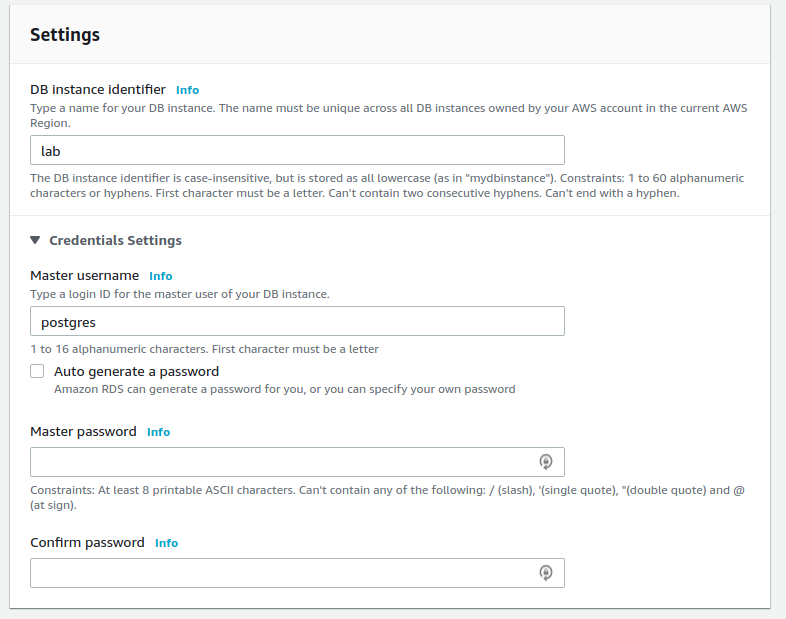 Settings
DB instance identifier Info
Type a name for your DB instance. The name must be unique across all DB instances owned by your AWS account in the current AWS
Region.
lab
The DB instance identifier is case-insensitive, but is stored as all lowercase (as in "mydbinstance"). Constraints: 1 to 60 alphanumeric
characters or hyphens. First character must be a letter. Can't contain two consecutive hyphens. Can't end with a hyphen.
Credentials Settings
Master username Info
Type a login ID for the master user of your DB instance.
postgres
1 to 16 alphanumeric characters. First character must be a letter
Auto generate a password
Amazon RDS can generate a password for you, or you can specify your own password
Master password Info
Constraints: At least 8 printable ASCII characters. Can't contain any of the following: / (slash), '(single quote), "(double quote) and @
(at sign).
Confirm password Info